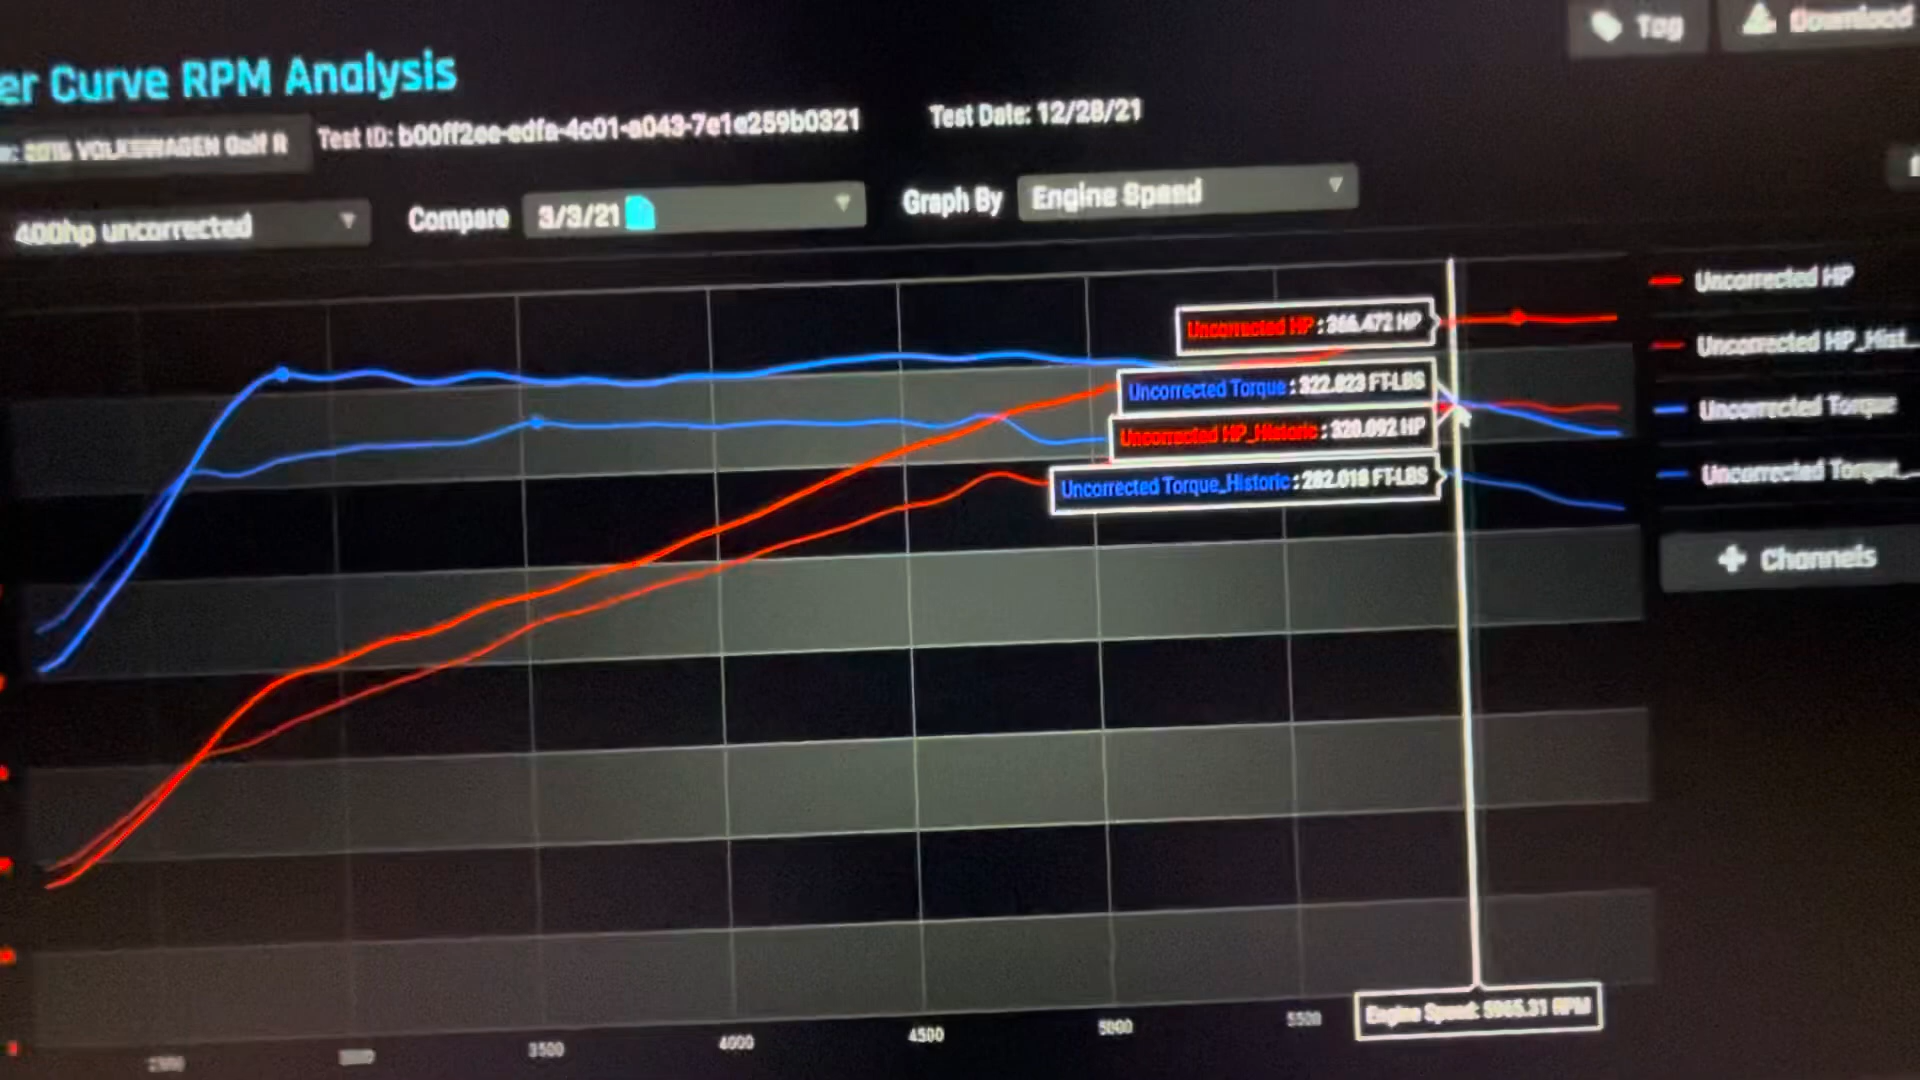 er Curve RPM Analysis
Tag
Download
2016 VOLKSWAGEN Golf R
Test ID: b00ff2ee-edfa-4c01-a043-7e1e259b0321
Test Date: 12/28/21
400hp uncorrected
Compare
3/3/21
Graph By
Engine Speed
Uncorrected HP : 366.472 HP
Uncorrected Torque : 322.623 FT-LBS
Uncorrected HP_Historic : 320.092 HP
Uncorrected Torque_Historic : 282.018 FT-LBS
Uncorrected HP
Uncorrected HP_Hist...
Uncorrected Torque
Uncorrected Torque_...
Channels
Engine Speed: 5965.31 RPM
2500
3500
4000
4500
5000
5500